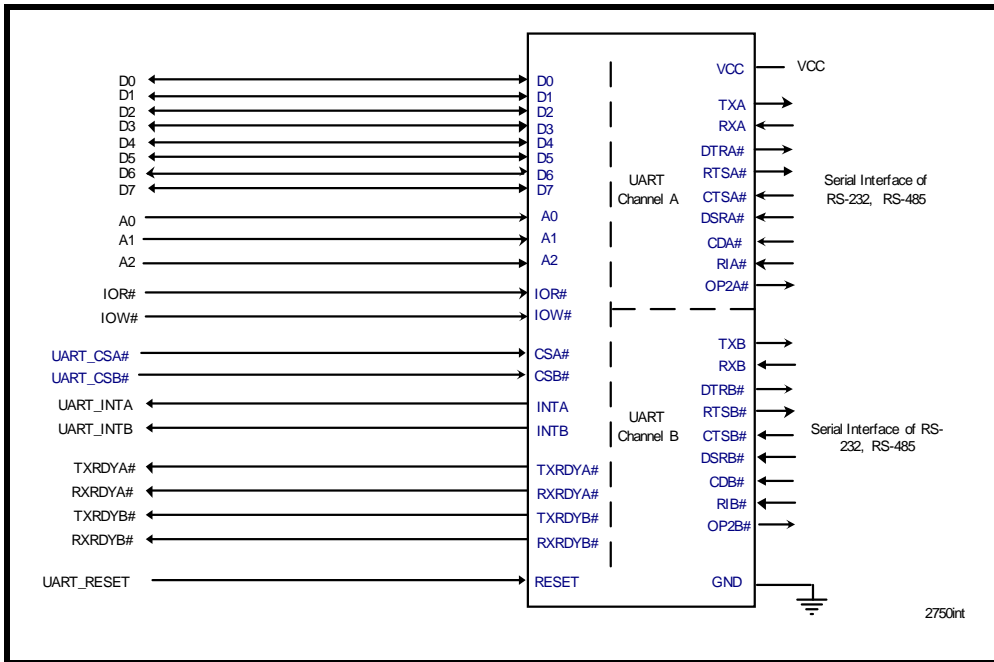 D0
D1
D2
D3
D4
D5
D6
D7
A0
A1
A2
IOR#
IOW#
UART_CSA#
UART_CSB#
UART_INTA
UART_INTB
TXRDYA#
RXRDYA#
TXRDYB#
RXRDYB#
UART_RESET
D0
D1
D2
D3
D4
D5
D6
D7
A0
A1
A2
IOR#
IOW#
CSA#
CSB#
INTA
INTB
TXRDYA#
RXRDYA#
TXRDYB#
RXRDYB#
RESET
UART
Channel A
UART
Channel B
VCC
TXA
RXA
DTRA#
RTSA#
CTSA#
DSRA#
CDA#
RIA#
OP2A#
TXB
RXB
DTRB#
RTSB#
CTSB#
DSRB#
CDB#
RIB#
OP2B#
GND
VCC
Serial Interface of
RS-232, RS-485
Serial Interface of RS-
232, RS-485
2750int